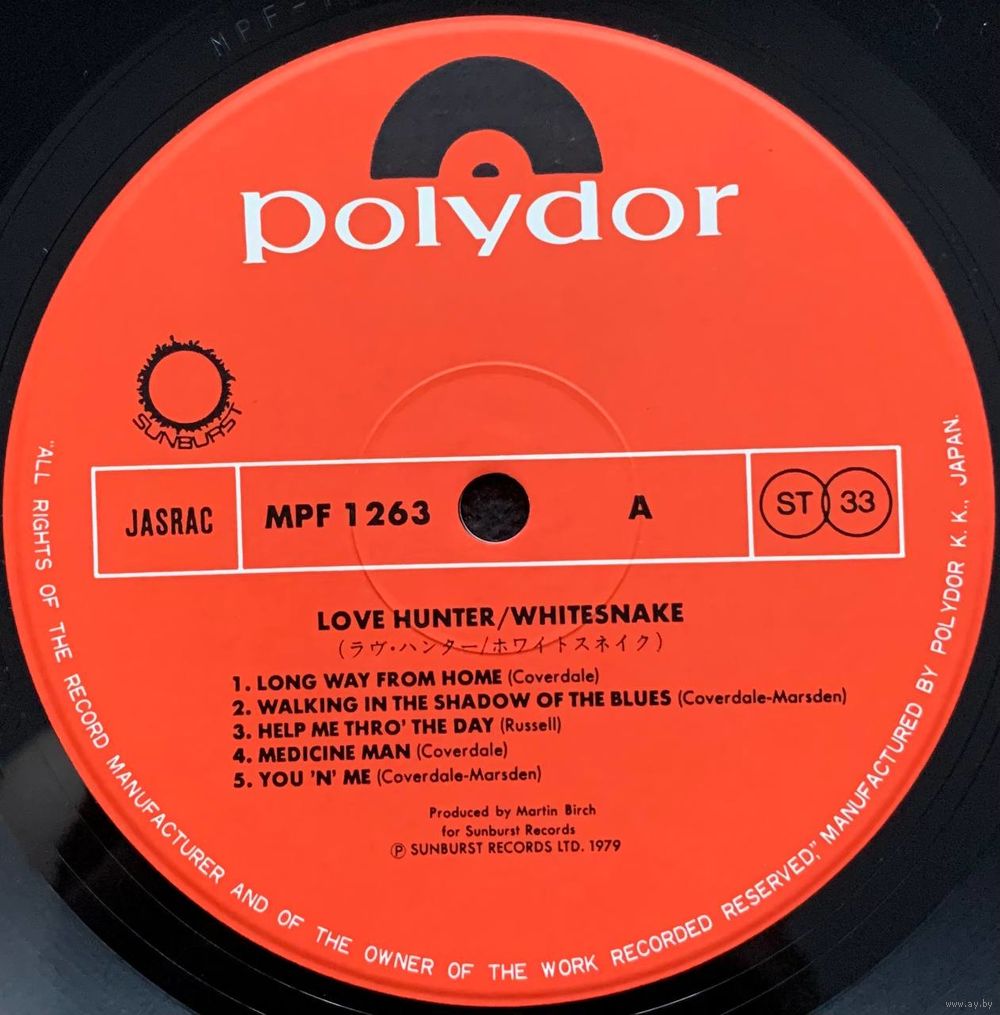 MPF-
polydor
SUNBURST
JASRAC
MPF 1263
A
ST 33
LOVE HUNTER/WHITESNAKE
(ラヴ・ハンター/ホワイトスネイク)
1. LONG WAY FROM HOME (Coverdale)
2. WALKING IN THE SHADOW OF THE BLUES (Coverdale-Marsden)
3. HELP ME THRO' THE DAY (Russell)
4. MEDICINE MAN (Coverdale)
5. YOU 'N' ME (Coverdale-Marsden)
Produced by Martin Birch
for Sunburst Records
Ⓟ SUNBURST RECORDS LTD. 1979
"ALL RIGHTS OF THE RECORD MANUFACTURER AND OF THE OWNER OF THE WORK RECORDED RESERVED," MANUFACTURED BY POLYDOR K.K., JAPAN.
www.ay.by